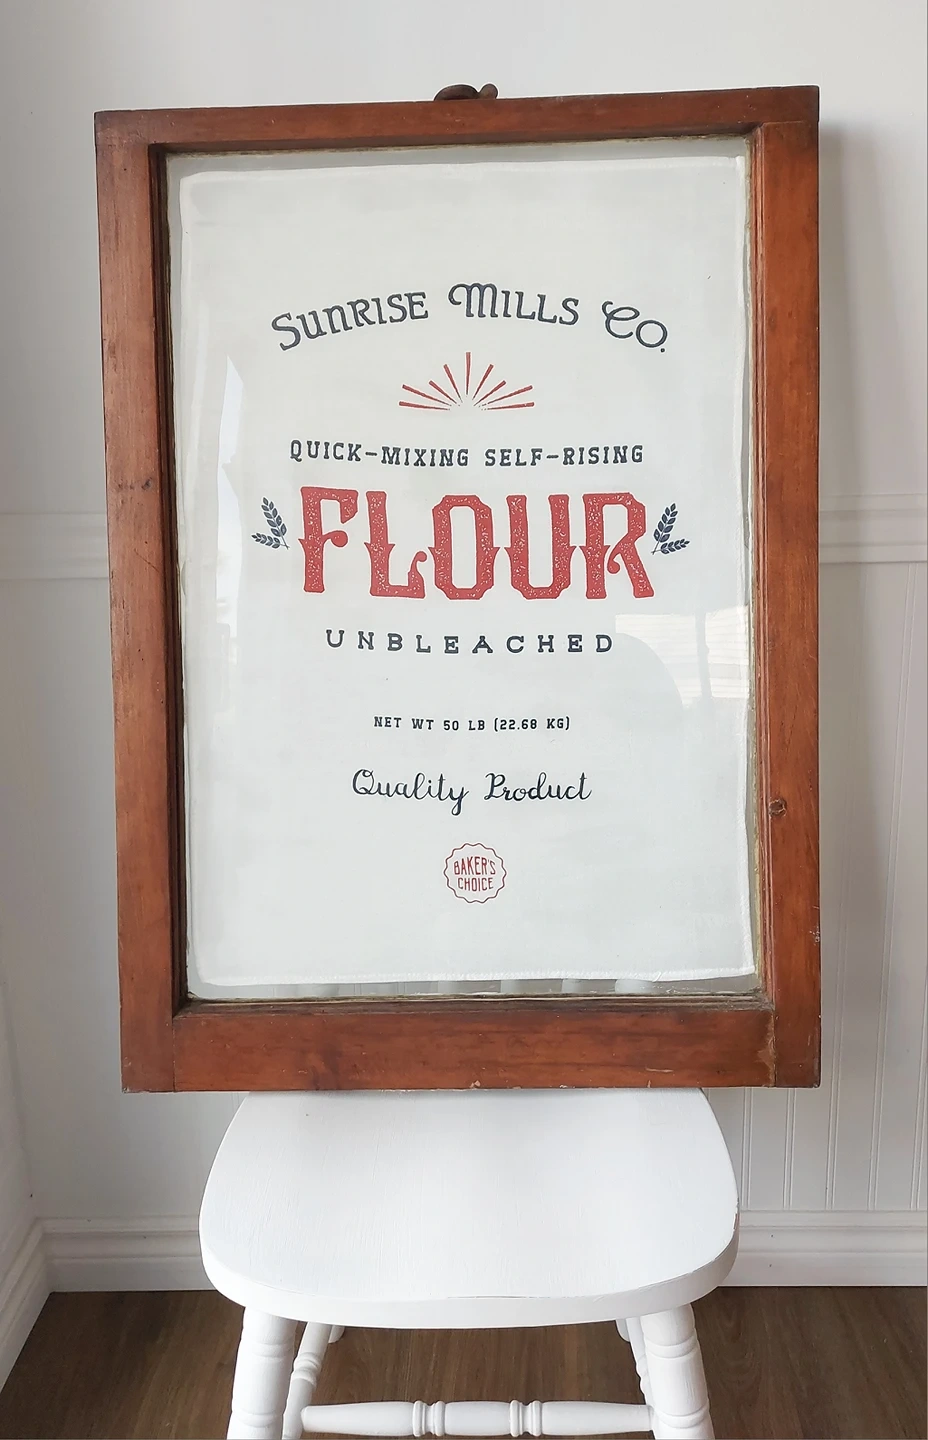 Sunrise Mills Co.
QUICK-MIXING SELF-RISING
FLOUR
UNBLEACHED
NET WT 50 LB (22.68 KG)
Quality Product
BAKER'S
CHOICE